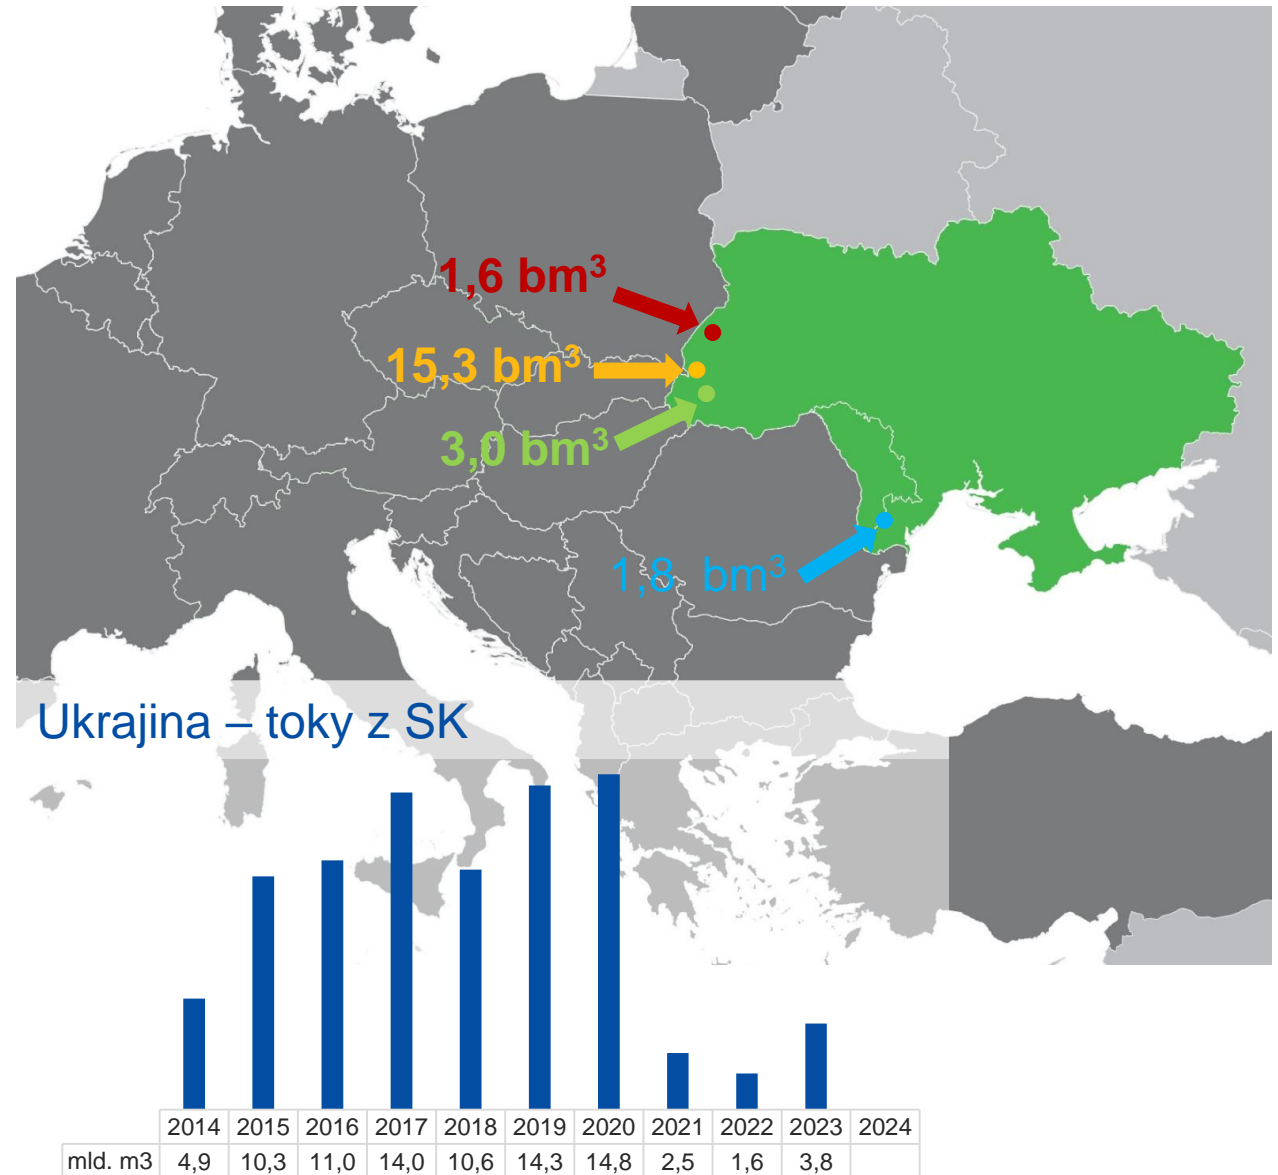 1,6 bm³
15,3 bm³
3,0 bm³
1,8 bm³
Ukrajina – toky z SK
2014 2015 2016 2017 2018 2019 2020 2021 2022 2023 2024
mld. m3 4,9 10,3 11,0 14,0 10,6 14,3 14,8 2,5 1,6 3,8